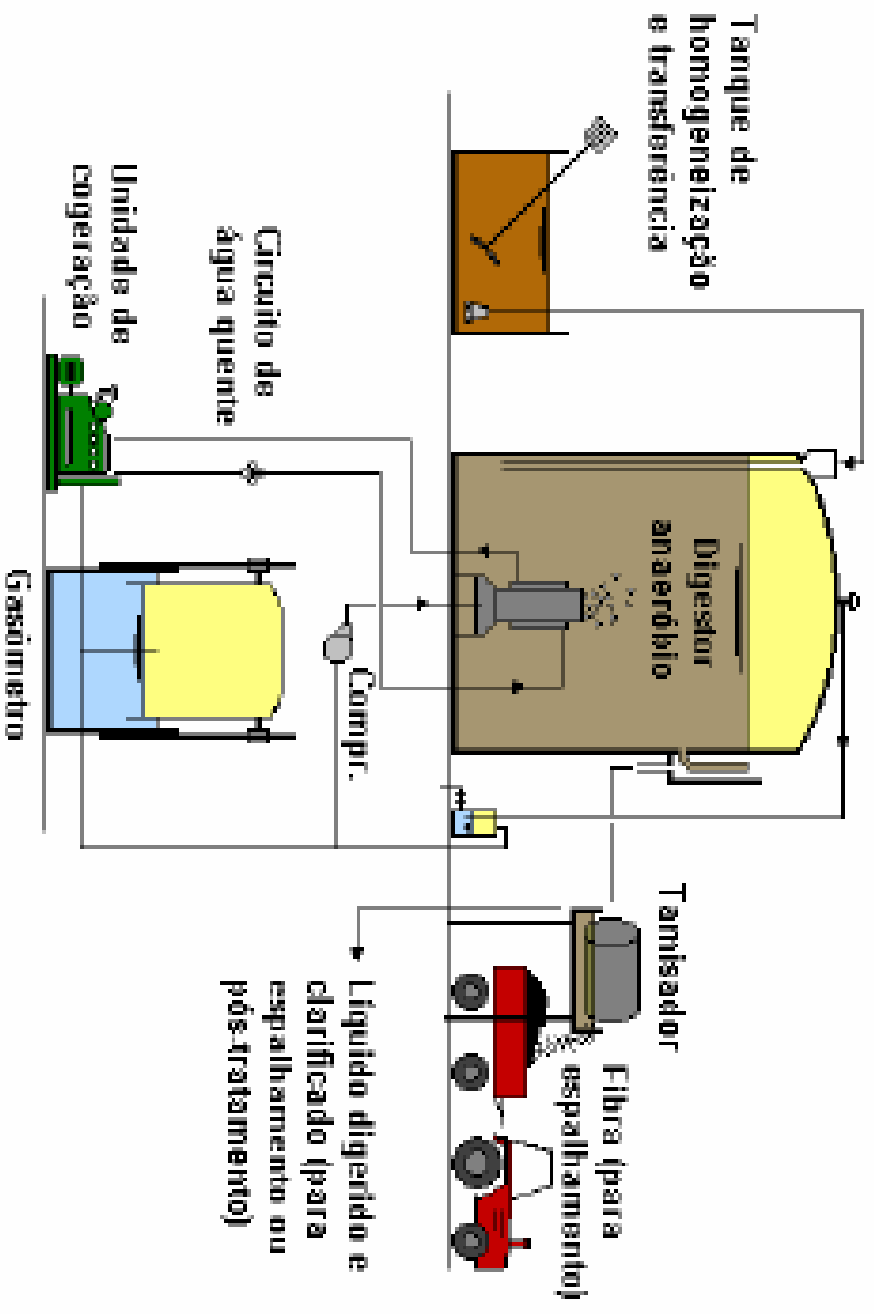 Tanque de
homogeneização
e transferência
Digestor
anaeróbio
Tamisador
Fibra (para
espalhamento)
Unidade de
cogeração
Circuito de
água quente
Compr.
Gasómetro
Líquido digerido e
clarificado (para
espalhamento ou
pós-tratamento)